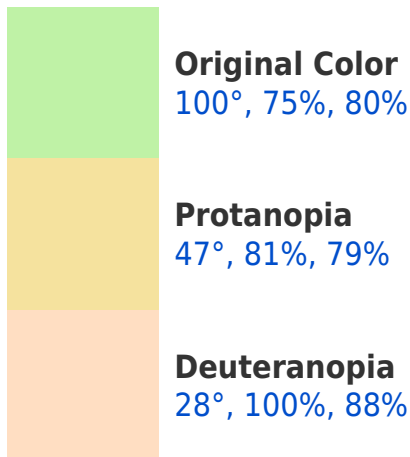 Original Color
100°, 75%, 80%
Protanopia
47°, 81%, 79%
Deuteranopia
28°, 100%, 88%